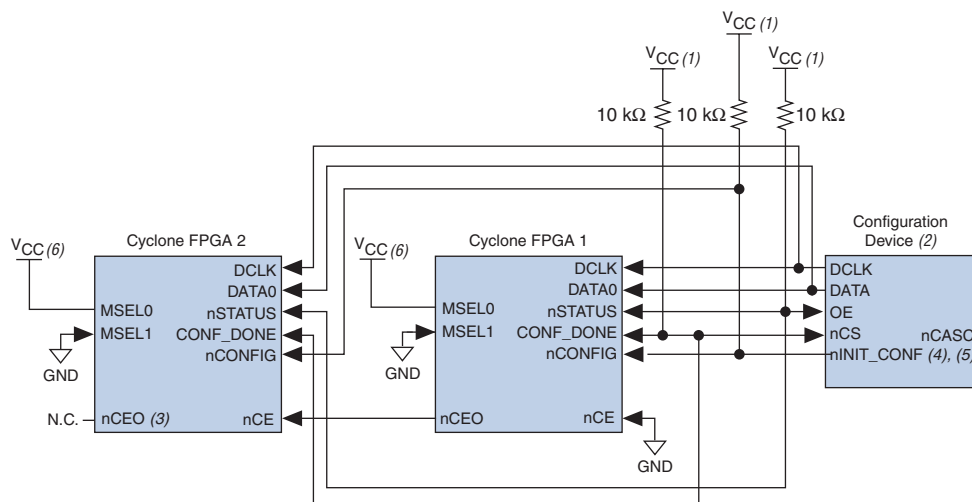 VCC (1)
VCC (1)
VCC (1)
10 kΩ
10 kΩ
10 kΩ
Cyclone FPGA 2
VCC (6)
MSEL0
MSEL1
GND
N.C.
nCEO (3)
DCLK
DATA0
nSTATUS
CONF_DONE
nCONFIG
nCE
Cyclone FPGA 1
VCC (6)
MSEL0
MSEL1
GND
nCEO
DCLK
DATA0
nSTATUS
CONF_DONE
nCONFIG
nCE
GND
Configuration
Device (2)
DCLK
DATA
OE
nCS
nCASC
nINIT_CONF (4), (5)